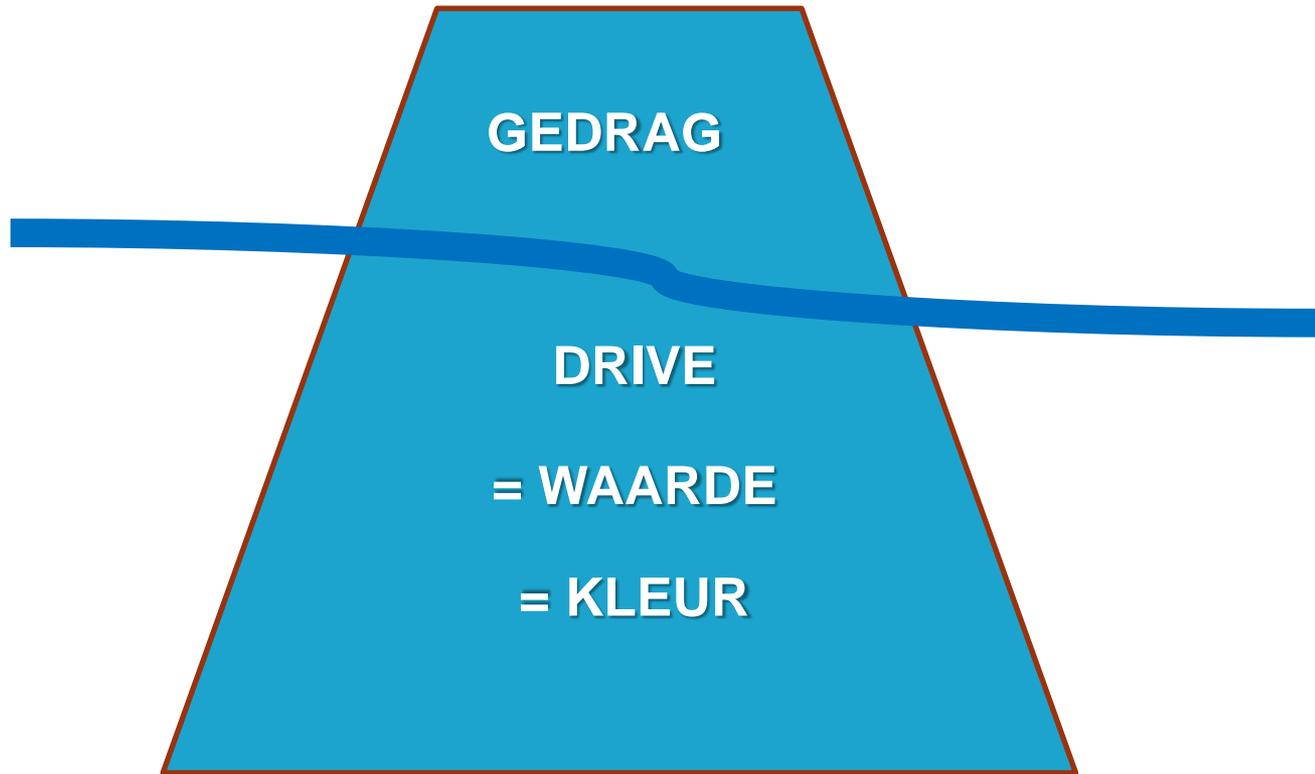 GEDRAG
DRIVE
= WAARDE
= KLEUR